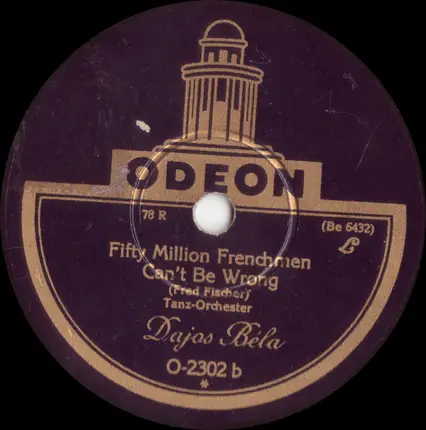 ODEON
78 R
(Be 6432)
L
Fifty Million Frenchmen
Can't Be Wrong
(Fred Fischer)
Tanz-Orchester
Dajos Béla
O-2302 b
*